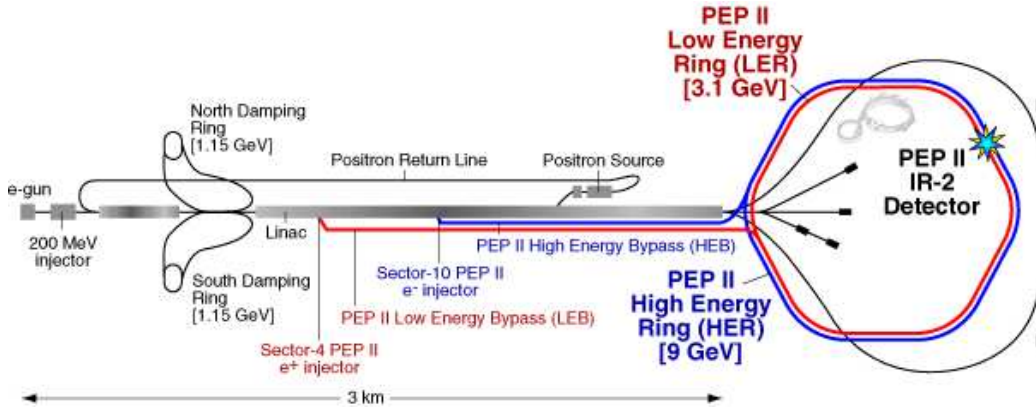 PEP II
Low Energy
Ring (LER)
[3.1 GeV]
North Damping
Ring
[1.15 GeV]
Positron Return Line
Positron Source
e-gun
200 MeV
injector
Linac
PEP II
IR-2
Detector
PEP II High Energy Bypass (HEB)
Sector-10 PEP II
e- injector
South Damping
Ring
[1.15 GeV]
PEP II Low Energy Bypass (LEB)
PEP II
High Energy
Ring (HER)
[9 GeV]
Sector-4 PEP II
e+ injector
3 km